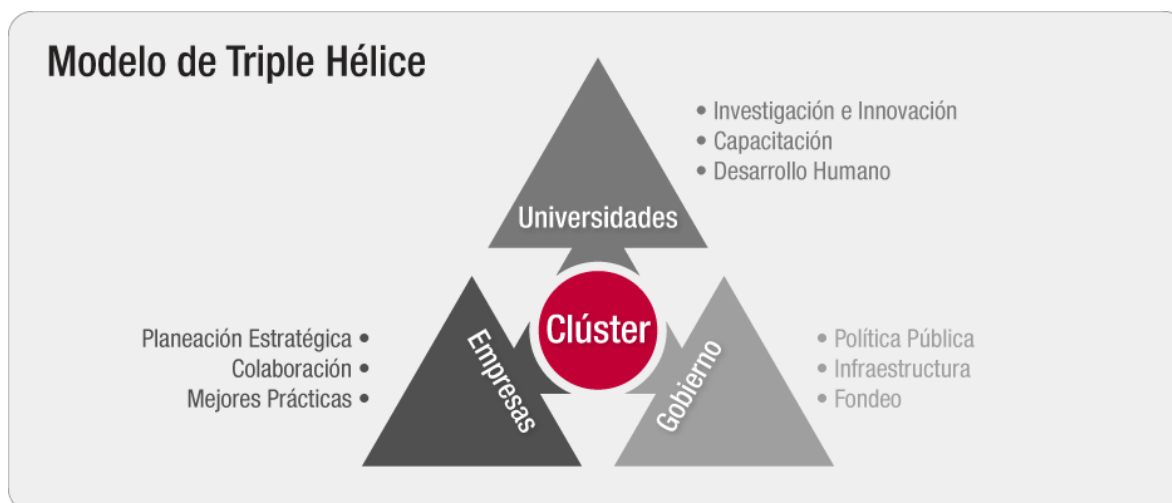 Modelo de Triple Hélice
• Investigación e Innovación
• Capacitación
• Desarrollo Humano
Universidades
Clúster
Planeación Estratégica •
Colaboración •
Mejores Prácticas •
Empresas
Gobierno
• Política Pública
• Infraestructura
• Fondeo